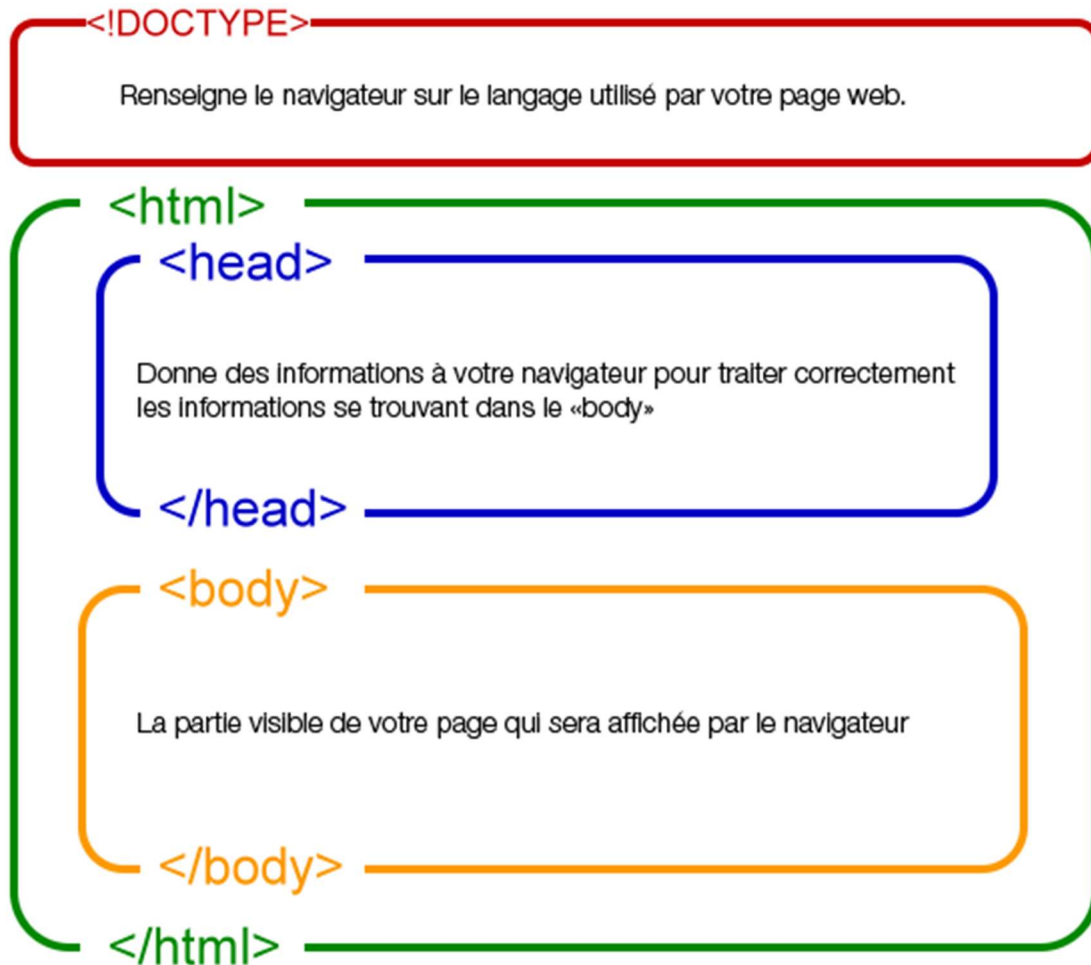 <!DOCTYPE>
Renseigne le navigateur sur le langage utilisé par votre page web.
<html>
<head>
Donne des informations à votre navigateur pour traiter correctement
les informations se trouvant dans le «body»
</head>
<body>
La partie visible de votre page qui sera affichée par le navigateur
</body>
</html>